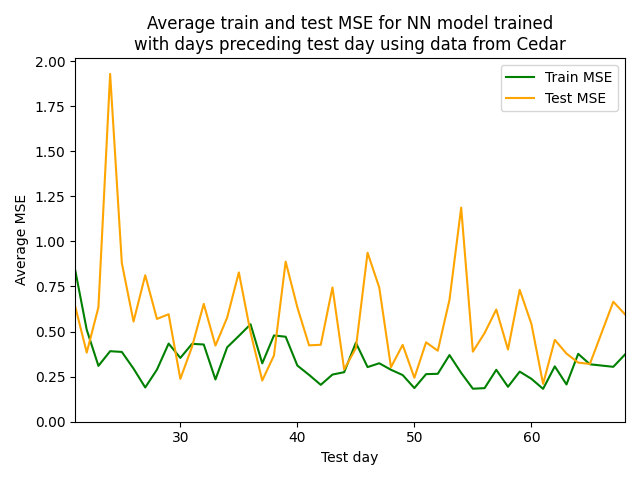 Average train and test MSE for NN model trained
with days preceding test day using data from Cedar
Train MSE
Test MSE
Average MSE
2.00
1.75
1.50
1.25
1.00
0.75
0.50
0.25
0.00
30 40 50 60
Test day